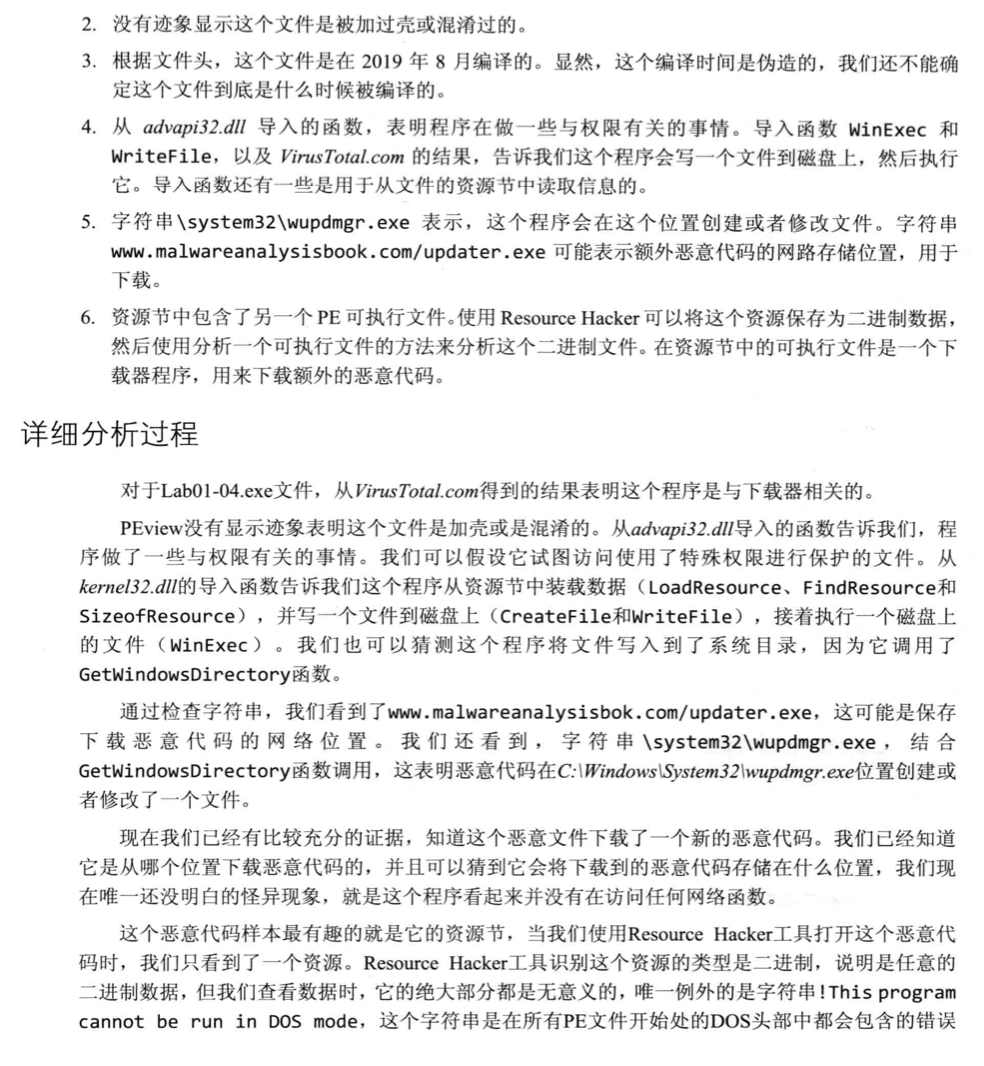 2. 没有迹象显示这个文件是被加过壳或混淆过的。
3. 根据文件头，这个文件是在 2019 年 8 月编译的。显然，这个编译时间是伪造的，我们还不能确
定这个文件到底是什么时候被编译的。
4. 从 advapi32.dll 导入的函数，表明程序在做一些与权限有关的事情。导入函数 WinExec 和
WriteFile，以及 VirusTotal.com 的结果，告诉我们这个程序会写一个文件到磁盘上，然后执行
它。导入函数还有一些是用于从文件的资源节中读取信息的。
5. 字符串\system32\wupdmgr.exe 表示，这个程序会在这个位置创建或者修改文件。字符串
www.malwareanalysisbook.com/updater.exe 可能表示额外恶意代码的网路存储位置，用于
下载。
6. 资源节中包含了另一个 PE 可执行文件。使用 Resource Hacker 可以将这个资源保存为二进制数据，
然后使用分析一个可执行文件的方法来分析这个二进制文件。在资源节中的可执行文件是一个下
载器程序，用来下载额外的恶意代码。
详细分析过程
对于Lab01-04.exe文件，从VirusTotal.com得到的结果表明这个程序是与下载器相关的。
PEview没有显示迹象表明这个文件是加壳或是混淆的。从advapi32.dll导入的函数告诉我们，程
序做了一些与权限有关的事情。我们可以假设它试图访问使用了特殊权限进行保护的文件。从
kernel32.dll的导入函数告诉我们这个程序从资源节中装载数据（LoadResource、FindResource和
SizeofResource），并写一个文件到磁盘上（CreateFile和WriteFile），接着执行一个磁盘上
的文件（WinExec）。我们也可以猜测这个程序将文件写入到了系统目录，因为它调用了
GetWindowsDirectory函数。
通过检查字符串，我们看到了www.malwareanalysisbok.com/updater.exe，这可能是保存
下载恶意代码的网络位置。我们还看到，字符串\system32\wupdmgr.exe，结合
GetWindowsDirectory函数调用，这表明恶意代码在C:\Windows\System32\wupdmgr.exe位置创建或
者修改了一个文件。
现在我们已经有比较充分的证据，知道这个恶意文件下载了一个新的恶意代码。我们已经知道
它是从哪个位置下载恶意代码的，并且可以猜到它会将下载到的恶意代码存储在什么位置，我们现
在唯一还没明白的怪异现象，就是这个程序看起来并没有在访问任何网络函数。
这个恶意代码样本最有趣的就是它的资源节，当我们使用Resource Hacker工具打开这个恶意代
码时，我们只看到了一个资源。Resource Hacker工具识别这个资源的类型是二进制，说明是任意的
二进制数据，但我们查看数据时，它的绝大部分都是无意义的，唯一例外的是字符串!This program
cannot be run in DOS mode，这个字符串是在所有PE文件开始处的DOS头部中都会包含的错误